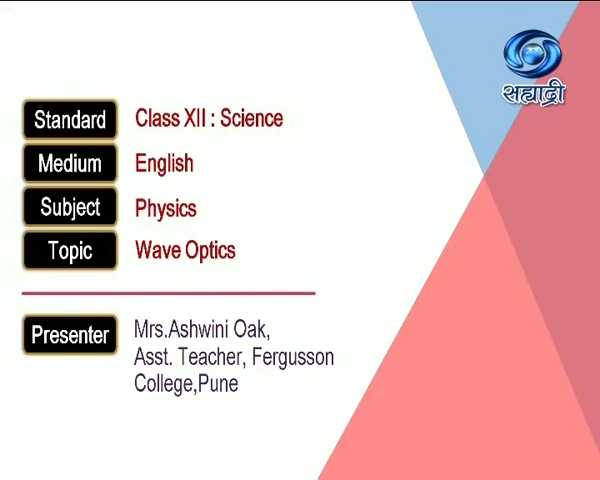 सह्याद्री
Standard Class XII : Science
Medium English
Subject Physics
Topic Wave Optics
Presenter Mrs.Ashwini Oak,
Asst. Teacher, Fergusson
College,Pune